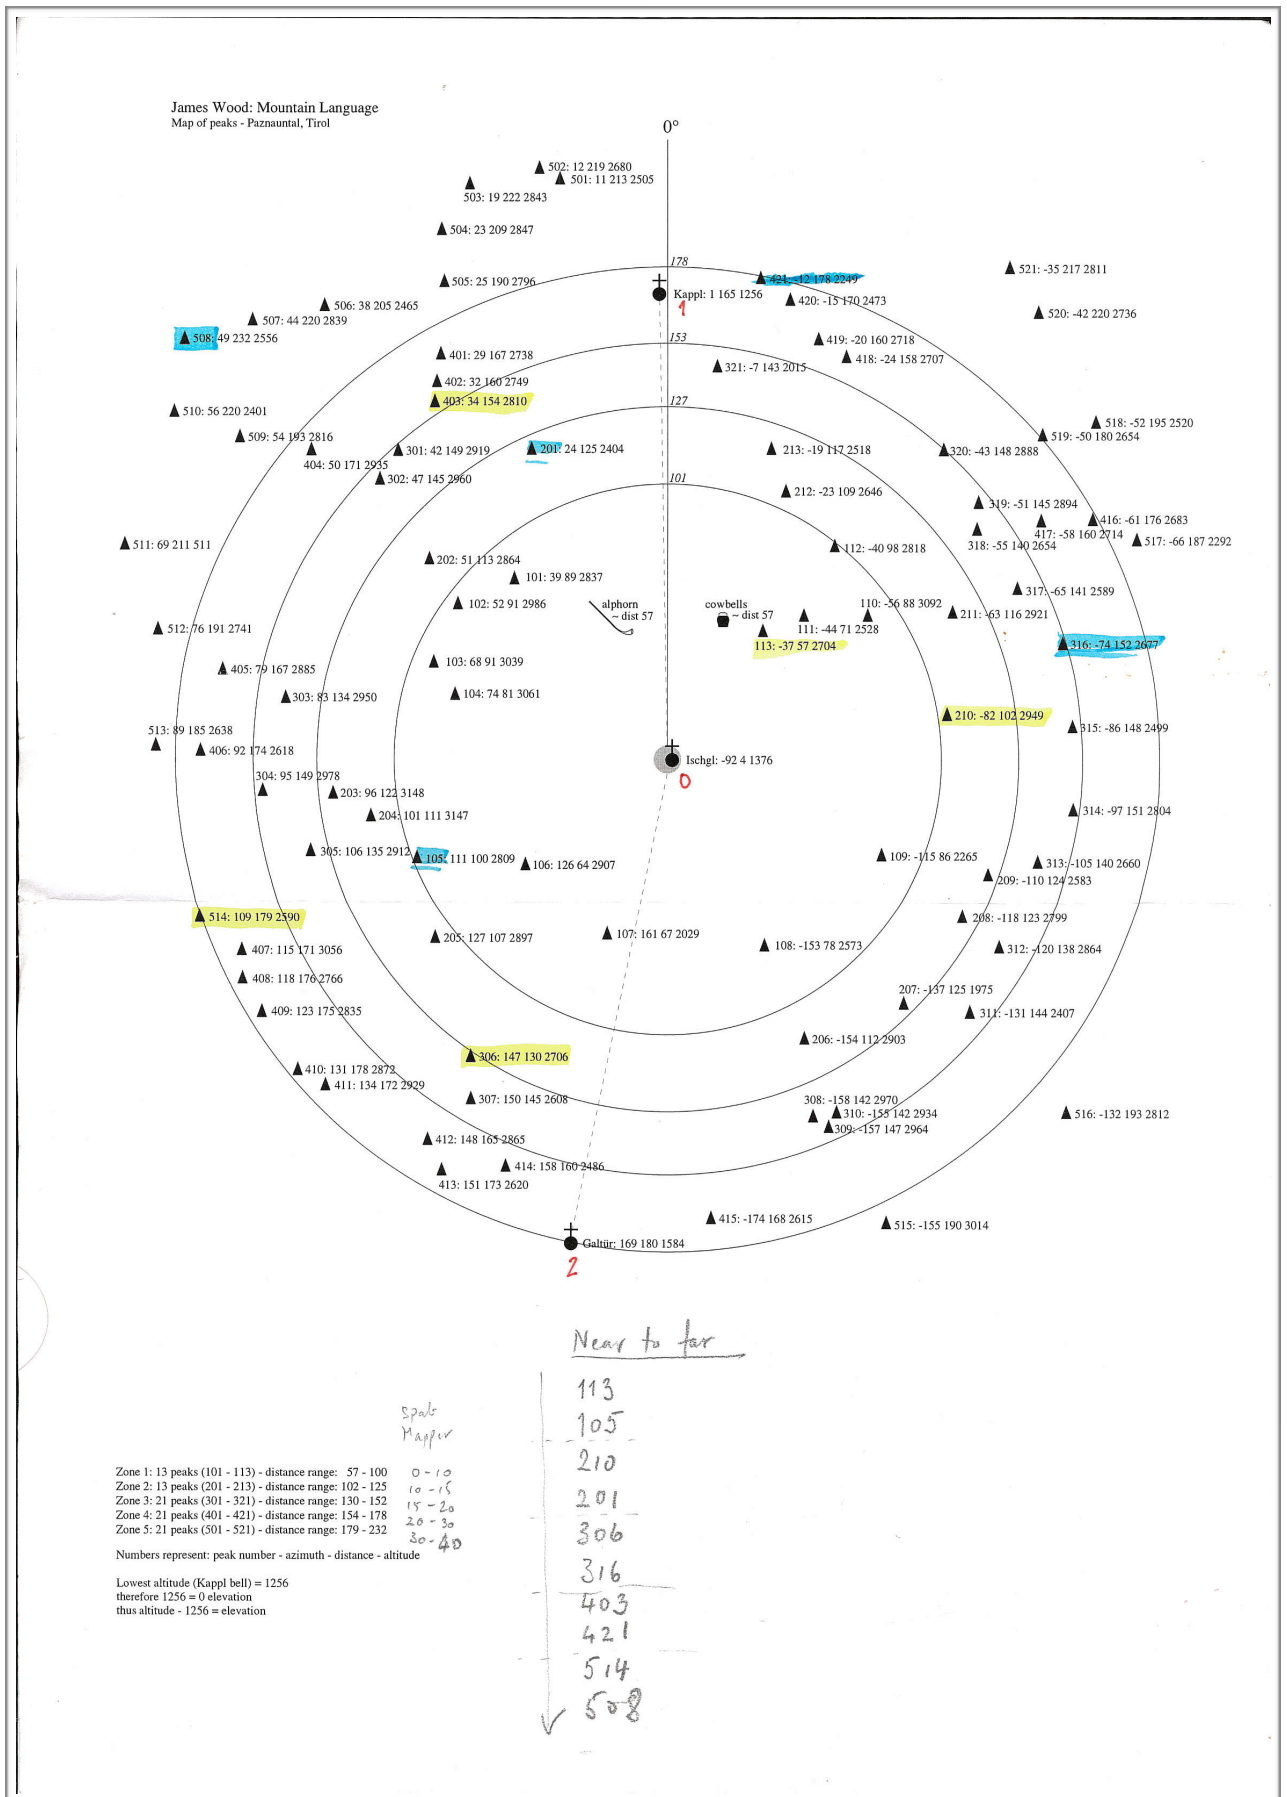 James Wood: Mountain Language
Map of peaks - Paznauntal, Tirol
0°
502: 12 219 2680
501: 11 213 2505
503: 19 222 2843
504: 23 209 2847
178
521: -35 217 2811
505: 25 190 2796
421: -12 178 2249
Kappl: 1 165 1256
1
420: -15 170 2473
506: 38 205 2465
520: -42 220 2736
507: 44 220 2839
508: 49 232 2556
153
419: -20 160 2718
401: 29 167 2738
418: -24 158 2707
321: -7 143 2015
402: 32 160 2749
403: 34 154 2810
127
510: 56 220 2401
518: -52 195 2520
509: 54 193 2816
519: -50 180 2654
301: 42 149 2919
201: 24 125 2404
213: -19 117 2518
320: -43 148 2888
404: 50 171 2935
302: 47 145 2960
101
212: -23 109 2646
319: -51 145 2894
416: -61 176 2683
417: -58 160 2714
318: -55 140 2654
517: -66 187 2292
511: 69 211 511
112: -40 98 2818
202: 51 113 2864
101: 39 89 2837
317: -65 141 2589
102: 52 91 2986
alphorn
~ dist 57
cowbells
~ dist 57
110: -56 88 3092
211: -63 116 2921
111: -44 71 2528
512: 76 191 2741
113: -37 57 2704
316: -74 152 2677
103: 68 91 3039
405: 79 167 2885
303: 83 134 2950
104: 74 81 3061
210: -82 102 2949
315: -86 148 2499
513: 89 185 2638
406: 92 174 2618
Ischgl: -92 4 1376
0
304: 95 149 2978
203: 96 122 3148
204: 101 111 3147
314: -97 151 2804
305: 106 135 2912
105: 111 100 2809
106: 126 64 2907
109: -115 86 2265
313: -105 140 2660
209: -110 124 2583
514: 109 179 2590
208: -118 123 2799
205: 127 107 2897
107: 161 67 2029
108: -153 78 2573
407: 115 171 3056
312: -120 138 2864
408: 118 176 2766
207: -137 125 1975
409: 123 175 2835
311: -131 144 2407
206: -154 112 2903
306: 147 130 2706
410: 131 178 2872
411: 134 172 2929
307: 150 145 2608
308: -158 142 2970
310: -155 142 2934
309: -157 147 2964
516: -132 193 2812
412: 148 165 2865
414: 158 160 2486
413: 151 173 2620
415: -174 168 2615
515: -155 190 3014
Galtür: 169 180 1584
2
Near to far
113
105
210
201
306
316
403
421
514
508
Spat
Mapper
Zone 1: 13 peaks (101 - 113) - distance range: 57 - 100 0-10
Zone 2: 13 peaks (201 - 213) - distance range: 102 - 125 10-15
Zone 3: 21 peaks (301 - 321) - distance range: 130 - 152 15-20
Zone 4: 21 peaks (401 - 421) - distance range: 154 - 178 20-30
Zone 5: 21 peaks (501 - 521) - distance range: 179 - 232 30-40
Numbers represent: peak number - azimuth - distance - altitude
Lowest altitude (Kappl bell) = 1256
therefore 1256 = 0 elevation
thus altitude - 1256 = elevation